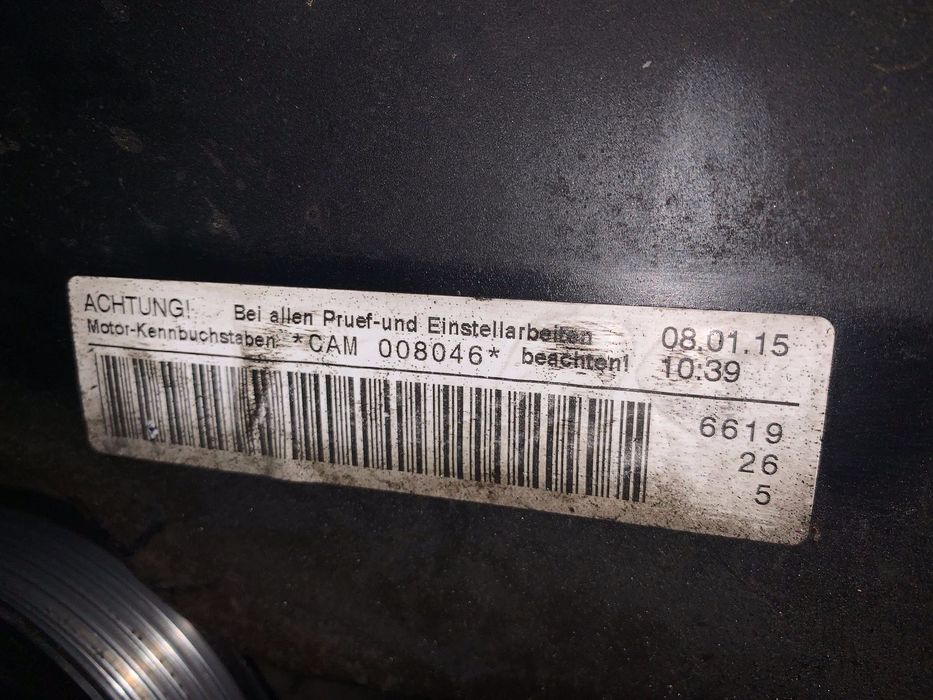 ACHTUNG! Bei allen Pruef-und Einstellarbeiten
Motor-Kennbuchstaben *CAM 008046* beachten!
08.01.15
10:39
6619
26
5